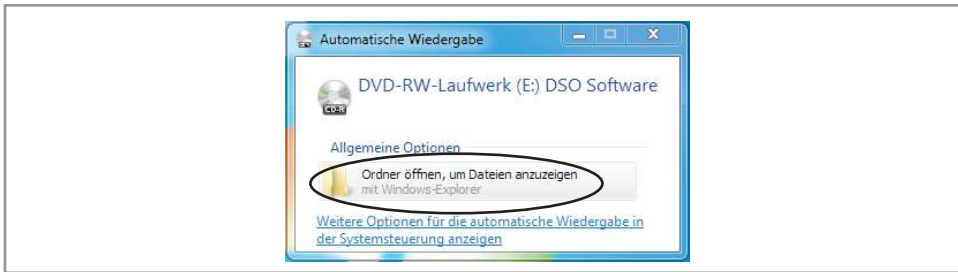 Automatische Wiedergabe
DVD-RW-Laufwerk (E:) DSO Software
CD-R
Allgemeine Optionen
Ordner öffnen, um Dateien anzuzeigen
mit Windows-Explorer
Weitere Optionen für die automatische Wiedergabe in
der Systemsteuerung anzeigen